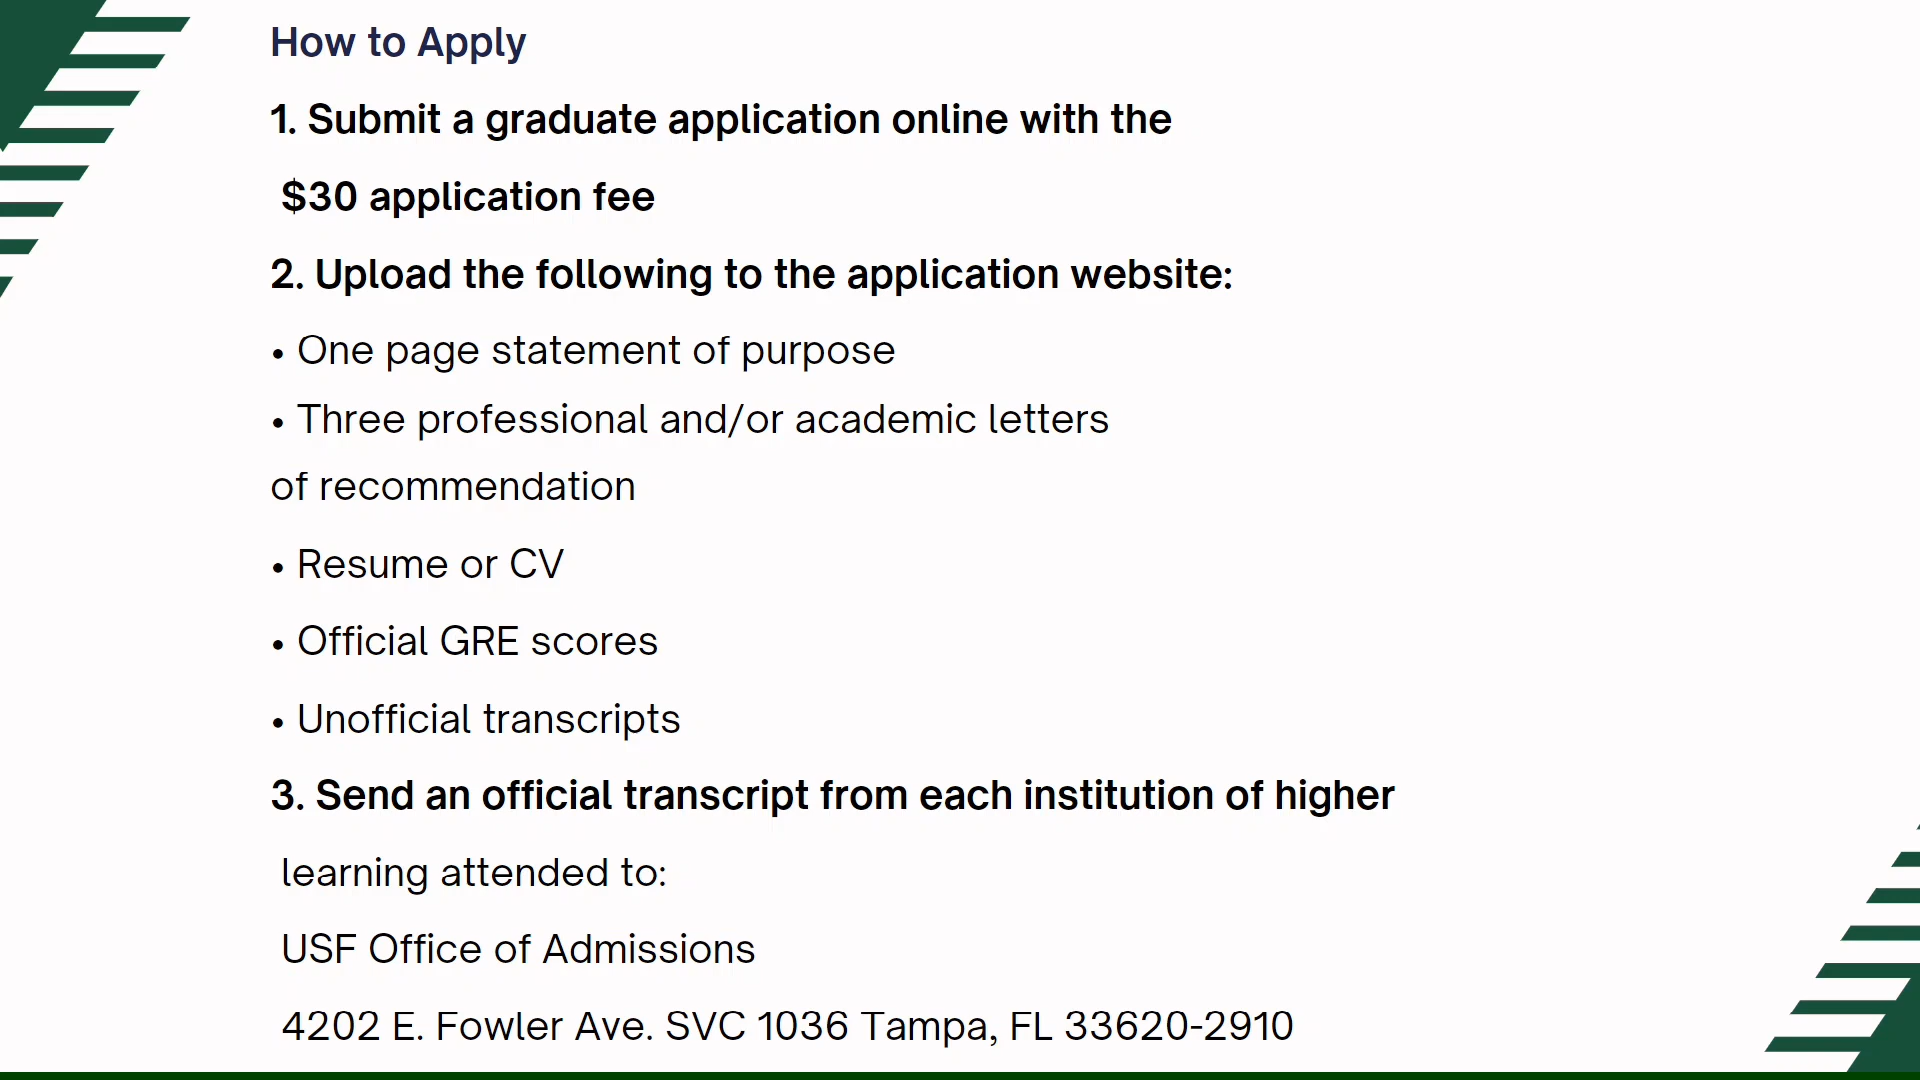 How to Apply
1. Submit a graduate application online with the
$30 application fee
2. Upload the following to the application website:
• One page statement of purpose
• Three professional and/or academic letters
of recommendation
• Resume or CV
• Official GRE scores
• Unofficial transcripts
3. Send an official transcript from each institution of higher
learning attended to:
USF Office of Admissions
4202 E. Fowler Ave. SVC 1036 Tampa, FL 33620-2910